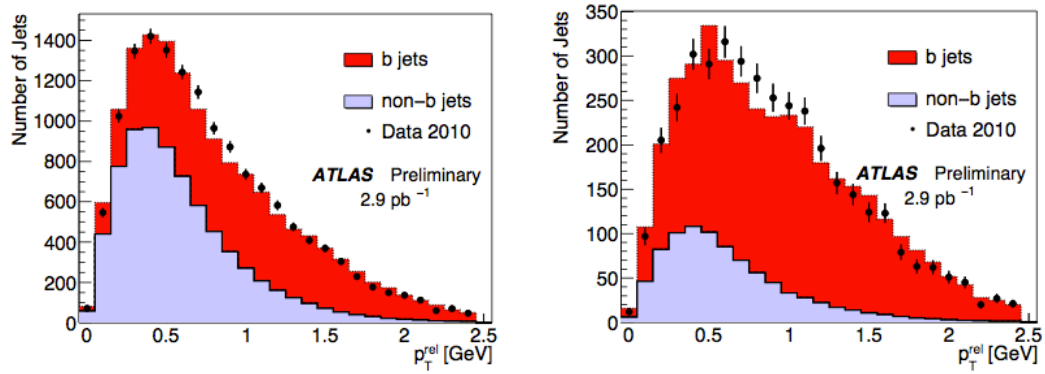 Number of Jets
1400
1200
1000
800
600
400
200
0
b jets
non-b jets
Data 2010
ATLAS Preliminary
2.9 pb -1
0 0.5 1 1.5 2 2.5
p_T^rel [GeV]
Number of Jets
350
300
250
200
150
100
50
0
b jets
non-b jets
Data 2010
ATLAS Preliminary
2.9 pb -1
0 0.5 1 1.5 2 2.5
p_T^rel [GeV]